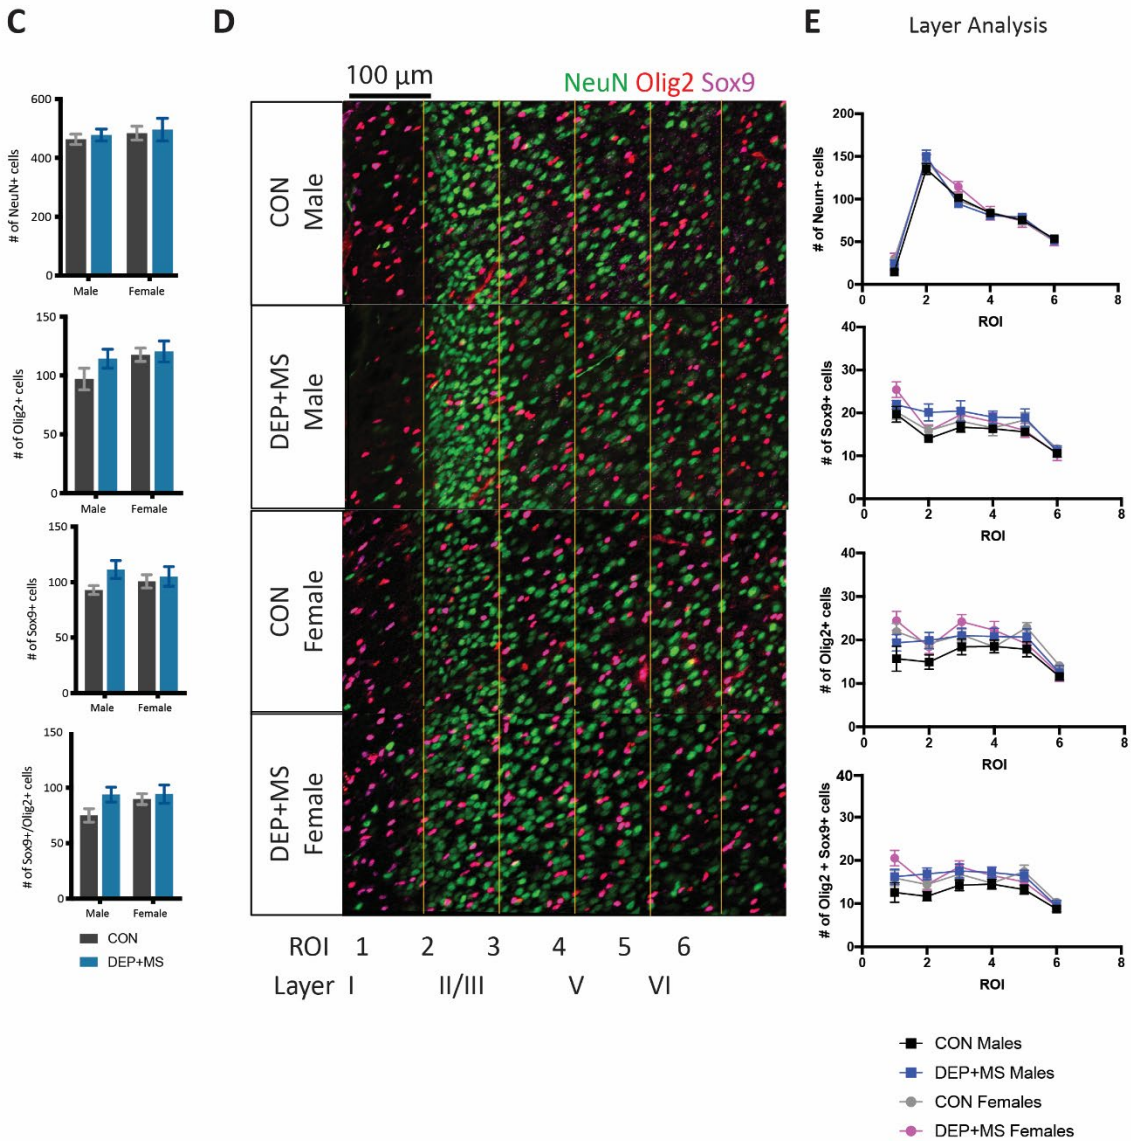 C
D
E
Layer Analysis
600
400
200
0
# of NeuN+ cells
Male
Female
150
100
50
0
# of Olig2+ cells
Male
Female
150
100
50
0
# of Sox9+ cells
Male
Female
150
100
50
0
# of Sox9+/Olig2+ cells
Male
Female
CON
DEP+MS
100 µm
NeuN Olig2 Sox9
CON
Male
DEP+MS
Male
CON
Female
DEP+MS
Female
ROI 1 2 3 4 5 6
Layer I II/III V VI
200
150
100
50
0
# of Neun+ cells
0 2 4 6 8
ROI
40
30
20
10
0
# of Sox9+ cells
0 2 4 6 8
ROI
40
30
20
10
0
# of Olig2+ cells
0 2 4 6 8
ROI
40
30
20
10
0
# of Olig2 + Sox9+ cells
0 2 4 6 8
ROI
CON Males
DEP+MS Males
CON Females
DEP+MS Females